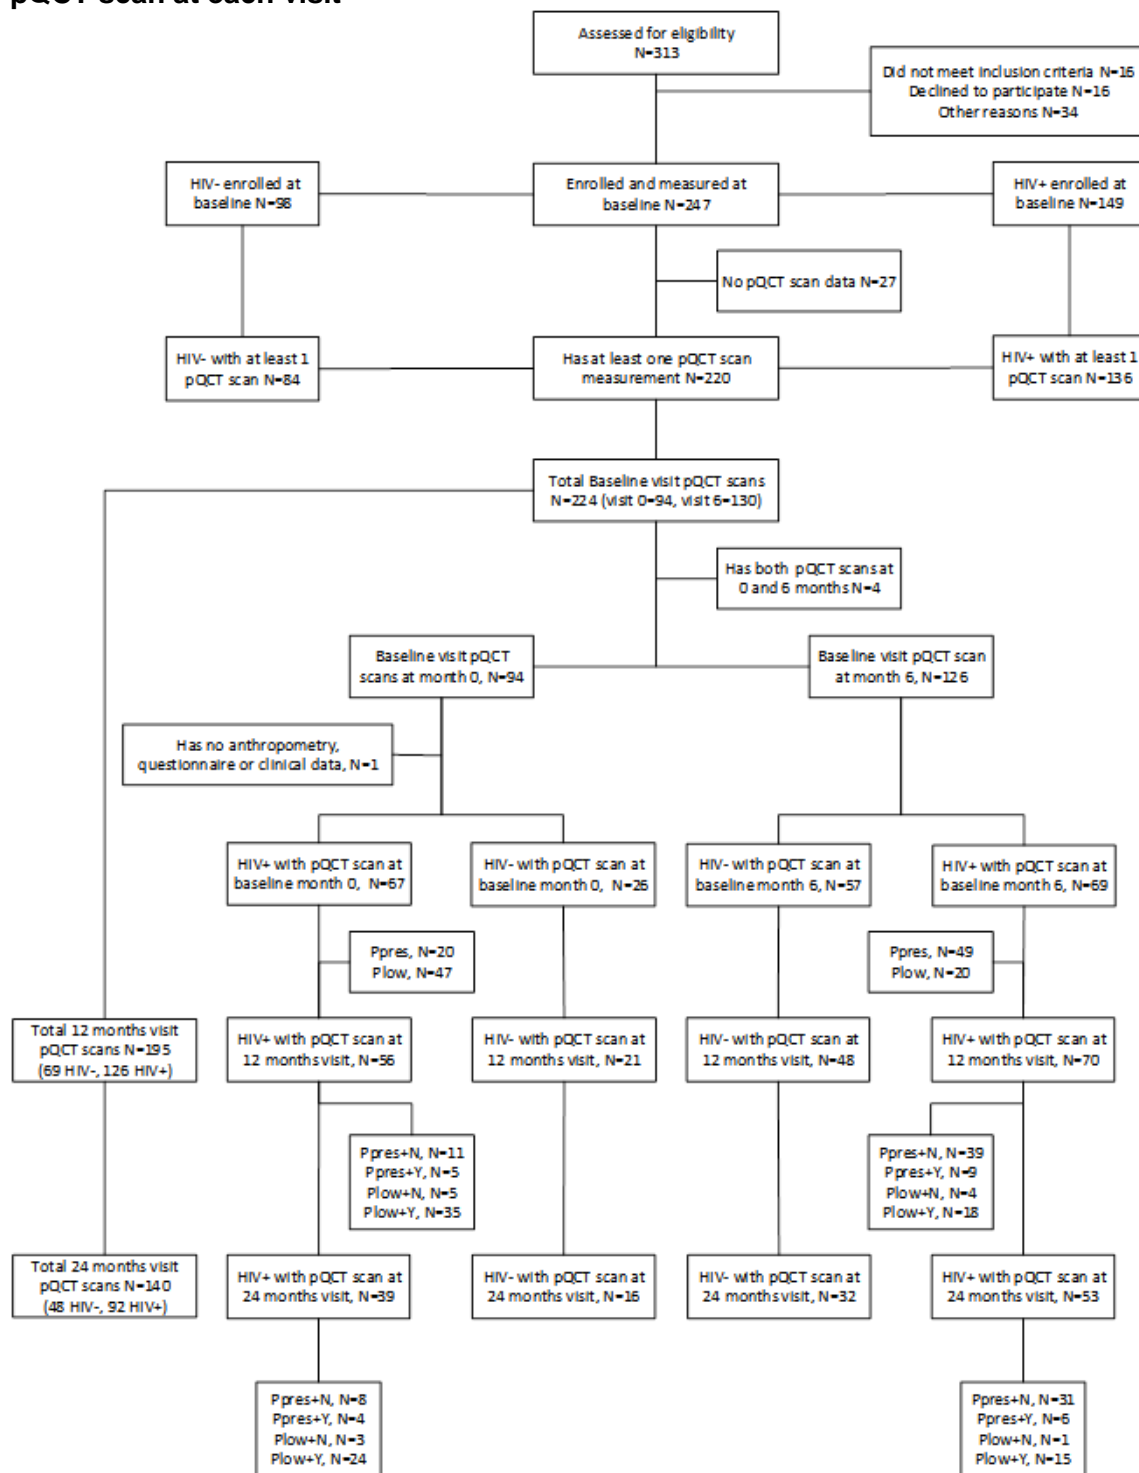 pQCT scan at each visit
Assessed for eligibility
N=313
Did not meet inclusion criteria N=16
Declined to participate N=16
Other reasons N=34
HIV- enrolled at
baseline N=98
Enrolled and measured at
baseline N=247
HIV+ enrolled at
baseline N=149
No pQCT scan data N=27
HIV- with at least 1
pQCT scan N=84
Has at least one pQCT scan
measurement N=220
HIV+ with at least 1
pQCT scan N=136
Total Baseline visit pQCT scans
N=224 (visit 0=94, visit 6=130)
Has both pQCT scans at
0 and 6 months N=4
Baseline visit pQCT
scans at month 0, N=94
Baseline visit pQCT scan
at month 6, N=126
Has no anthropometry,
questionnaire or clinical data, N=1
HIV+ with pQCT scan at
baseline month 0, N=67
HIV- with pQCT scan at
baseline month 0, N=26
HIV- with pQCT scan at
baseline month 6, N=57
HIV+ with pQCT scan at
baseline month 6, N=69
Ppres, N=20
Plow, N=47
Ppres, N=49
Plow, N=20
Total 12 months visit
pQCT scans N=195
(69 HIV-, 126 HIV+)
HIV+ with pQCT scan at
12 months visit, N=56
HIV- with pQCT scan at
12 months visit, N=21
HIV- with pQCT scan at
12 months visit, N=48
HIV+ with pQCT scan at
12 months visit, N=70
Ppres+N, N=11
Ppres+Y, N=5
Plow+N, N=5
Plow+Y, N=35
Ppres+N, N=39
Ppres+Y, N=9
Plow+N, N=4
Plow+Y, N=18
Total 24 months visit
pQCT scans N=140
(48 HIV-, 92 HIV+)
HIV+ with pQCT scan at
24 months visit, N=39
HIV- with pQCT scan at
24 months visit, N=16
HIV- with pQCT scan at
24 months visit, N=32
HIV+ with pQCT scan at
24 months visit, N=53
Ppres+N, N=8
Ppres+Y, N=4
Plow+N, N=3
Plow+Y, N=24
Ppres+N, N=31
Ppres+Y, N=6
Plow+N, N=1
Plow+Y, N=15